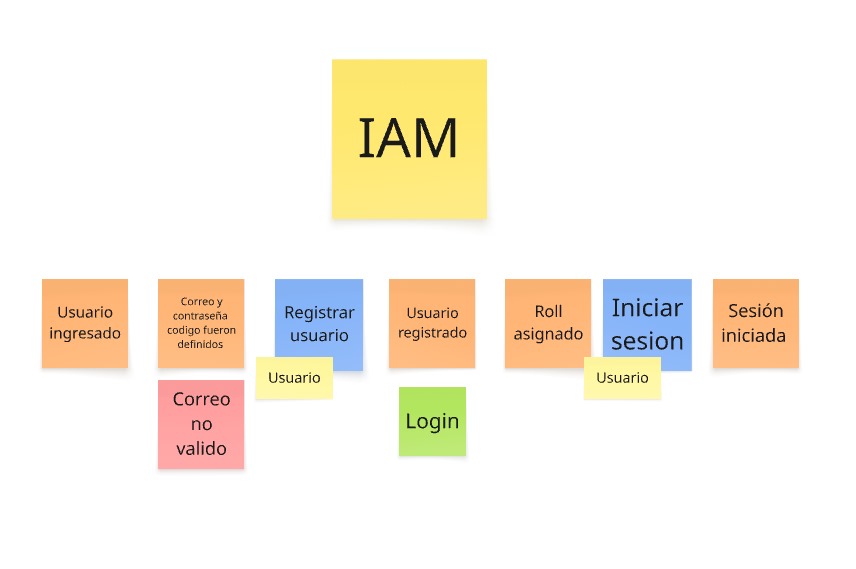 IAM
Usuario
ingresado
Correo y
contraseña
codigo fueron
definidos
Registrar
usuario
Usuario
registrado
Roll
asignado
Iniciar
sesion
Sesión
iniciada
Usuario
Usuario
Correo
no
valido
Login